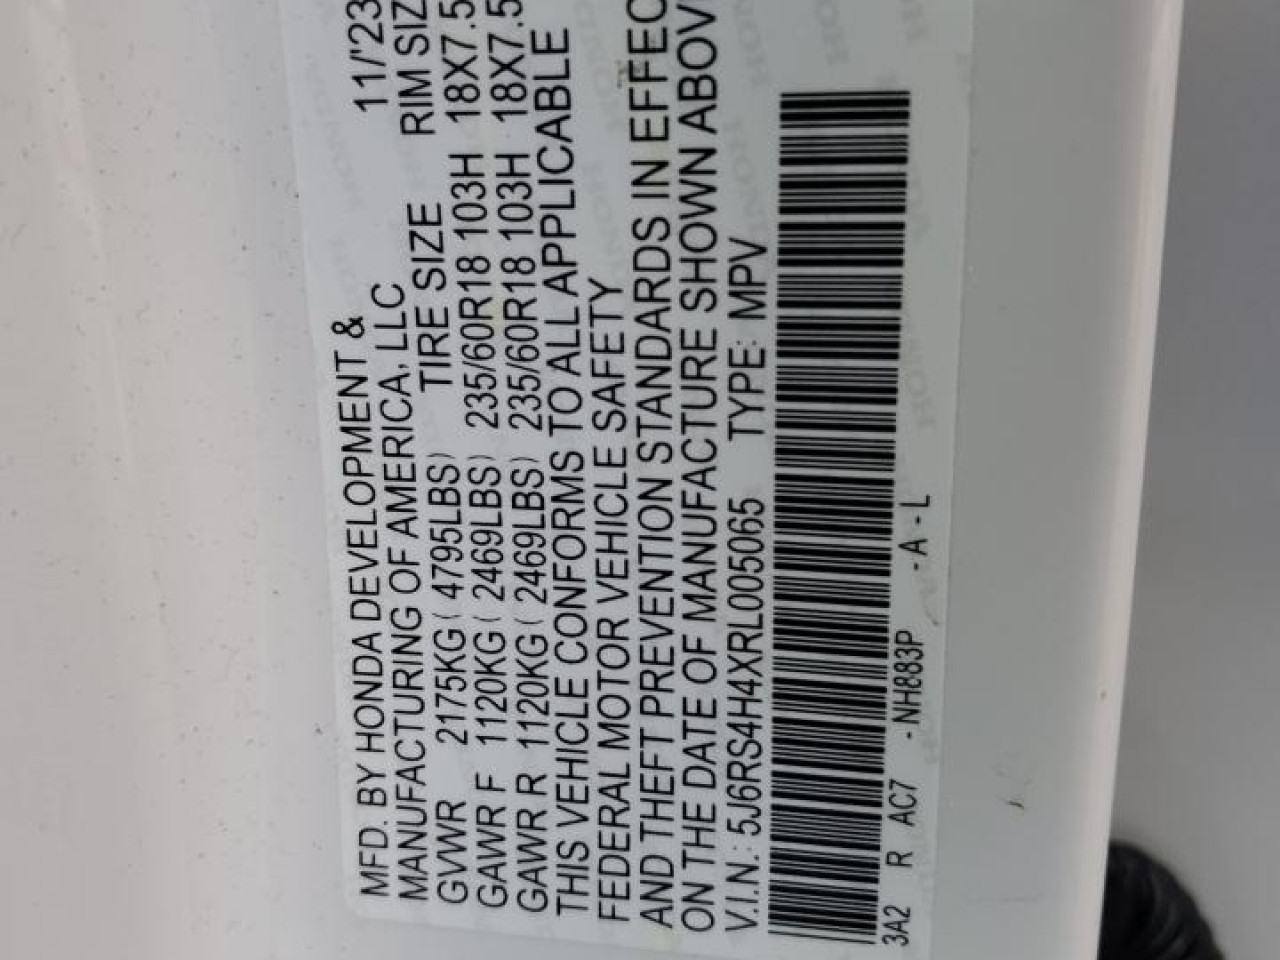 MFD. BY HONDA DEVELOPMENT & 11/'23
MANUFACTURING OF AMERICA, LLC
TIRE SIZE RIM SIZ
GVWR 2175KG ( 4795LBS)
GAWR F 1120KG ( 2469LBS) 235/60R18 103H 18X7.5
GAWR R 1120KG ( 2469LBS) 235/60R18 103H 18X7.5
THIS VEHICLE CONFORMS TO ALL APPLICABLE
FEDERAL MOTOR VEHICLE SAFETY
AND THEFT PREVENTION STANDARDS IN EFFEC
ON THE DATE OF MANUFACTURE SHOWN ABOV
V.I.N.: 5J6RS4H4XRL005065 TYPE: MPV
3A2 R AC7 -NH883P -A-L